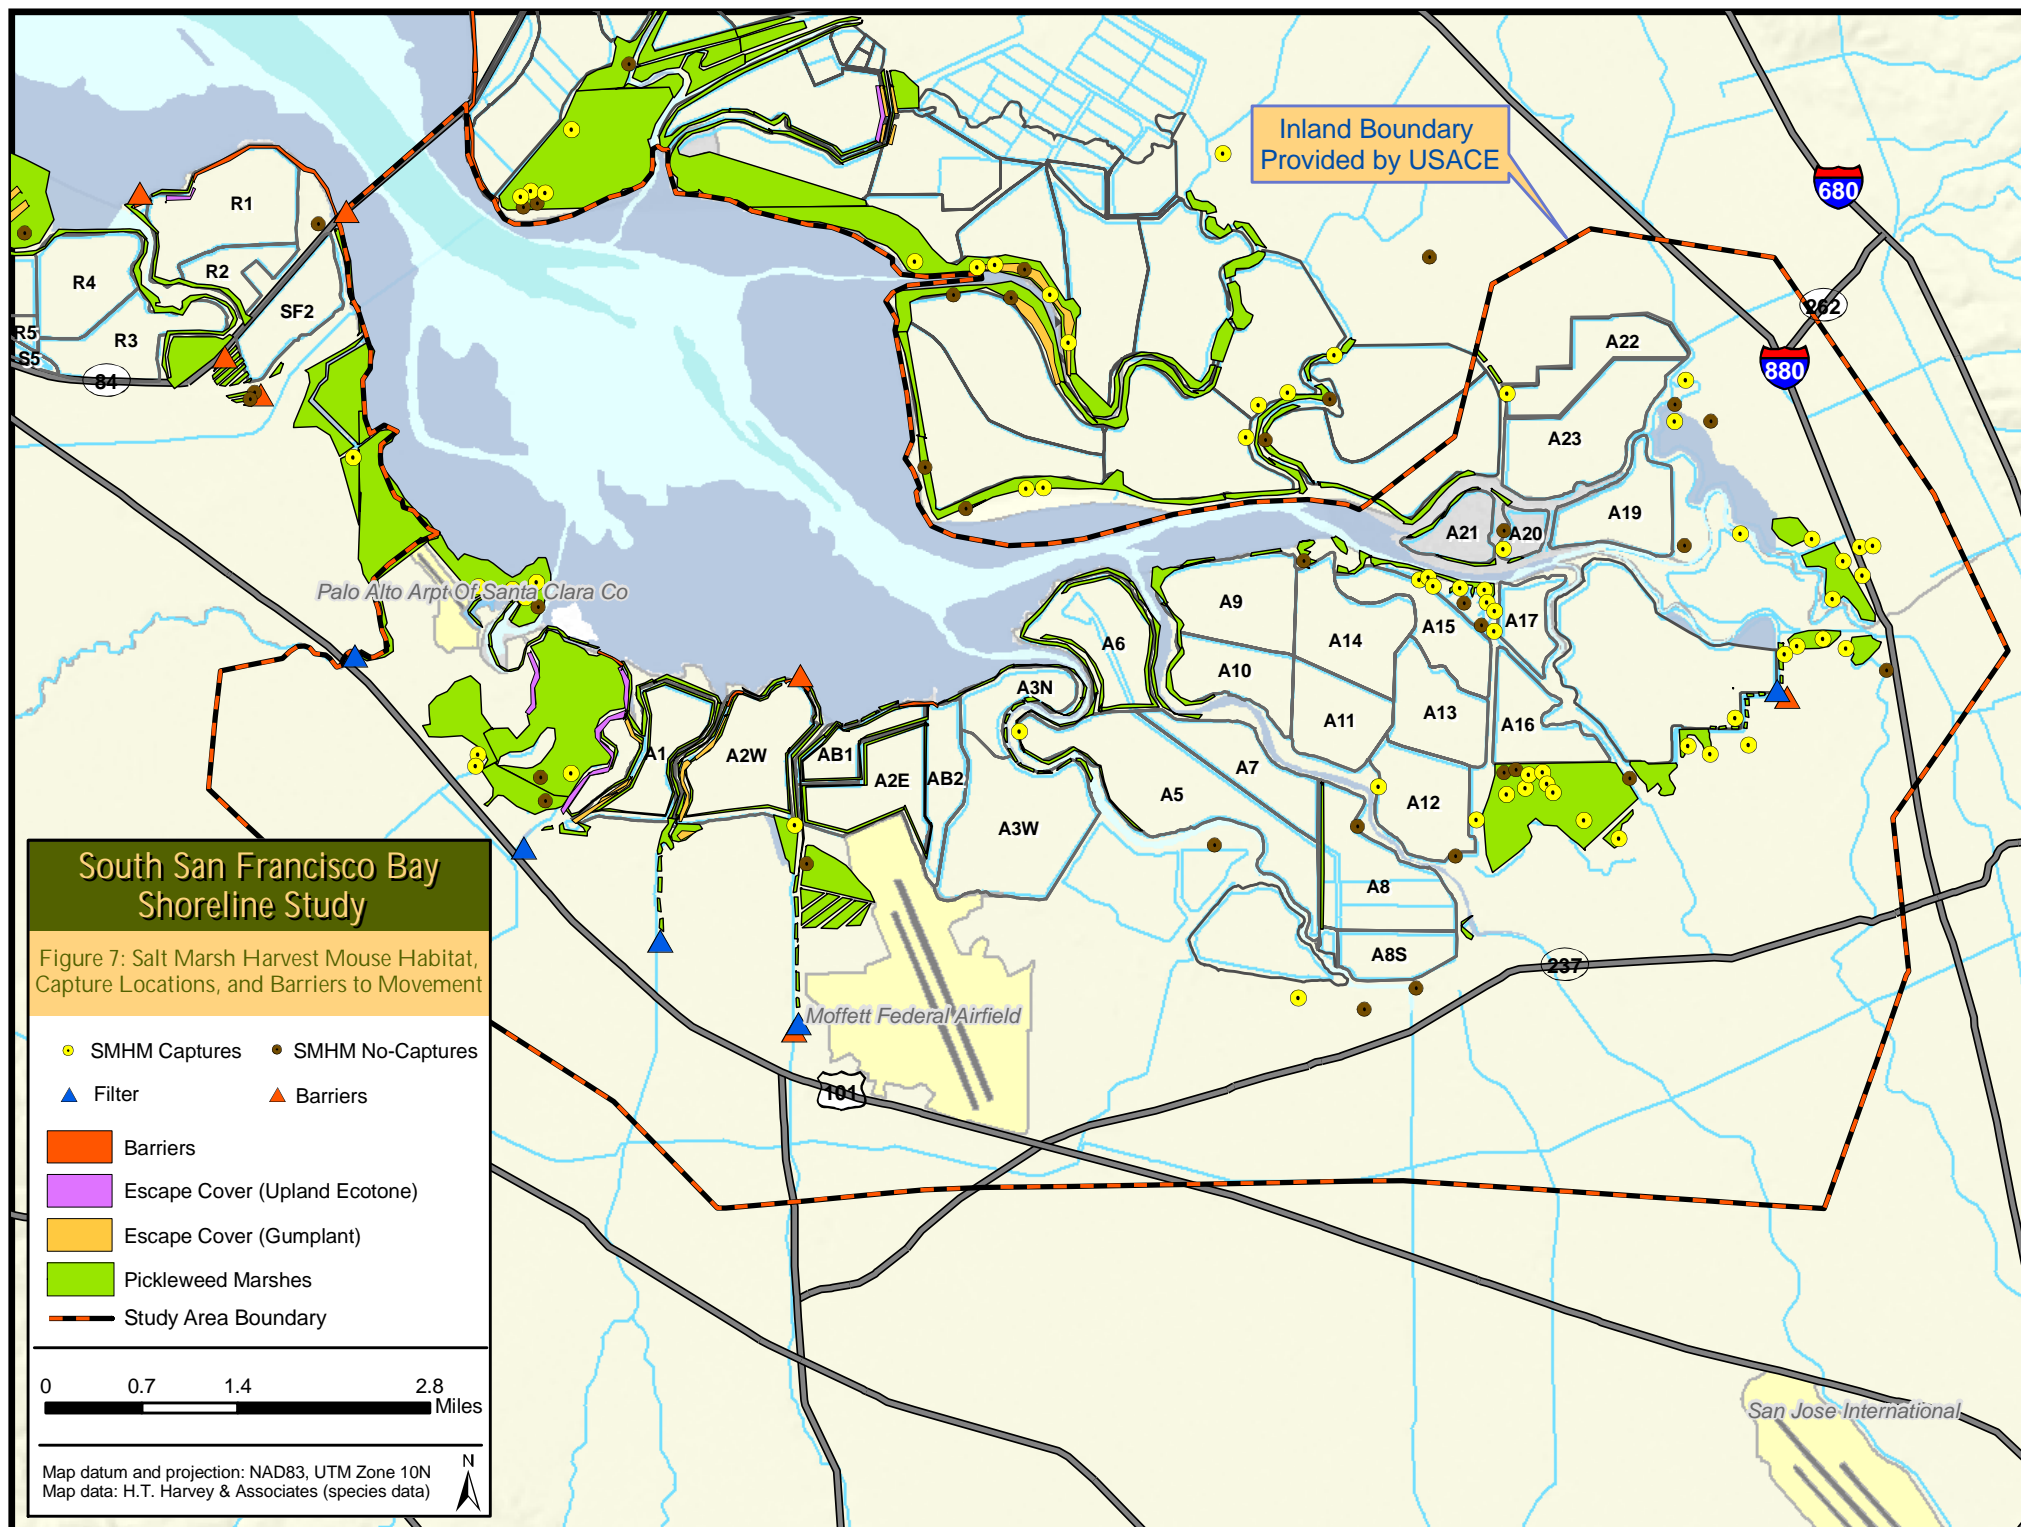 Inland Boundary
Provided by USACE
680
262
880
84
237
101
R1
R2
R4
R3
R5
S5
SF2
A22
A23
A19
A21
A20
A9
A14
A15
A17
A6
A10
A3N
A11
A13
A16
A1
A2W
AB1
A2E
AB2
A3W
A5
A7
A12
A8
A8S
Palo Alto Arpt Of Santa Clara Co
Moffett Federal Airfield
San Jose International
South San Francisco Bay
Shoreline Study
Figure 7: Salt Marsh Harvest Mouse Habitat,
Capture Locations, and Barriers to Movement
SMHM Captures
SMHM No-Captures
Filter
Barriers
Barriers
Escape Cover (Upland Ecotone)
Escape Cover (Gumplant)
Pickleweed Marshes
Study Area Boundary
0 0.7 1.4 2.8
Miles
N
Map datum and projection: NAD83, UTM Zone 10N
Map data: H.T. Harvey & Associates (species data)